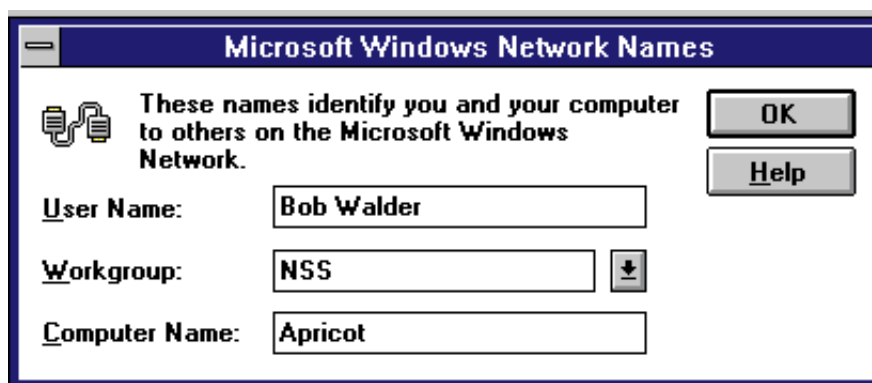 Microsoft Windows Network Names
These names identify you and your computer
to others on the Microsoft Windows
Network.
OK
Help
User Name: Bob Walder
Workgroup: NSS
Computer Name: Apricot